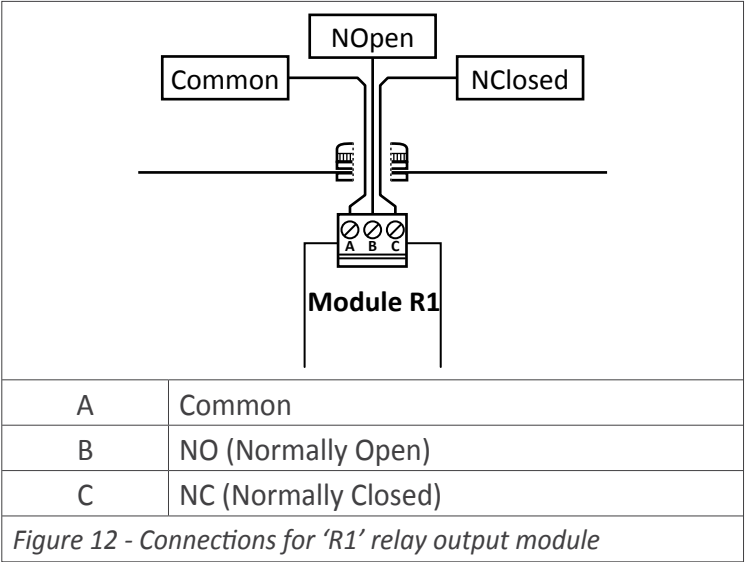 NOpen
Common NClosed
A B C
Module R1
A Common
B NO (Normally Open)
C NC (Normally Closed)
Figure 12 - Connections for ‘R1’ relay output module